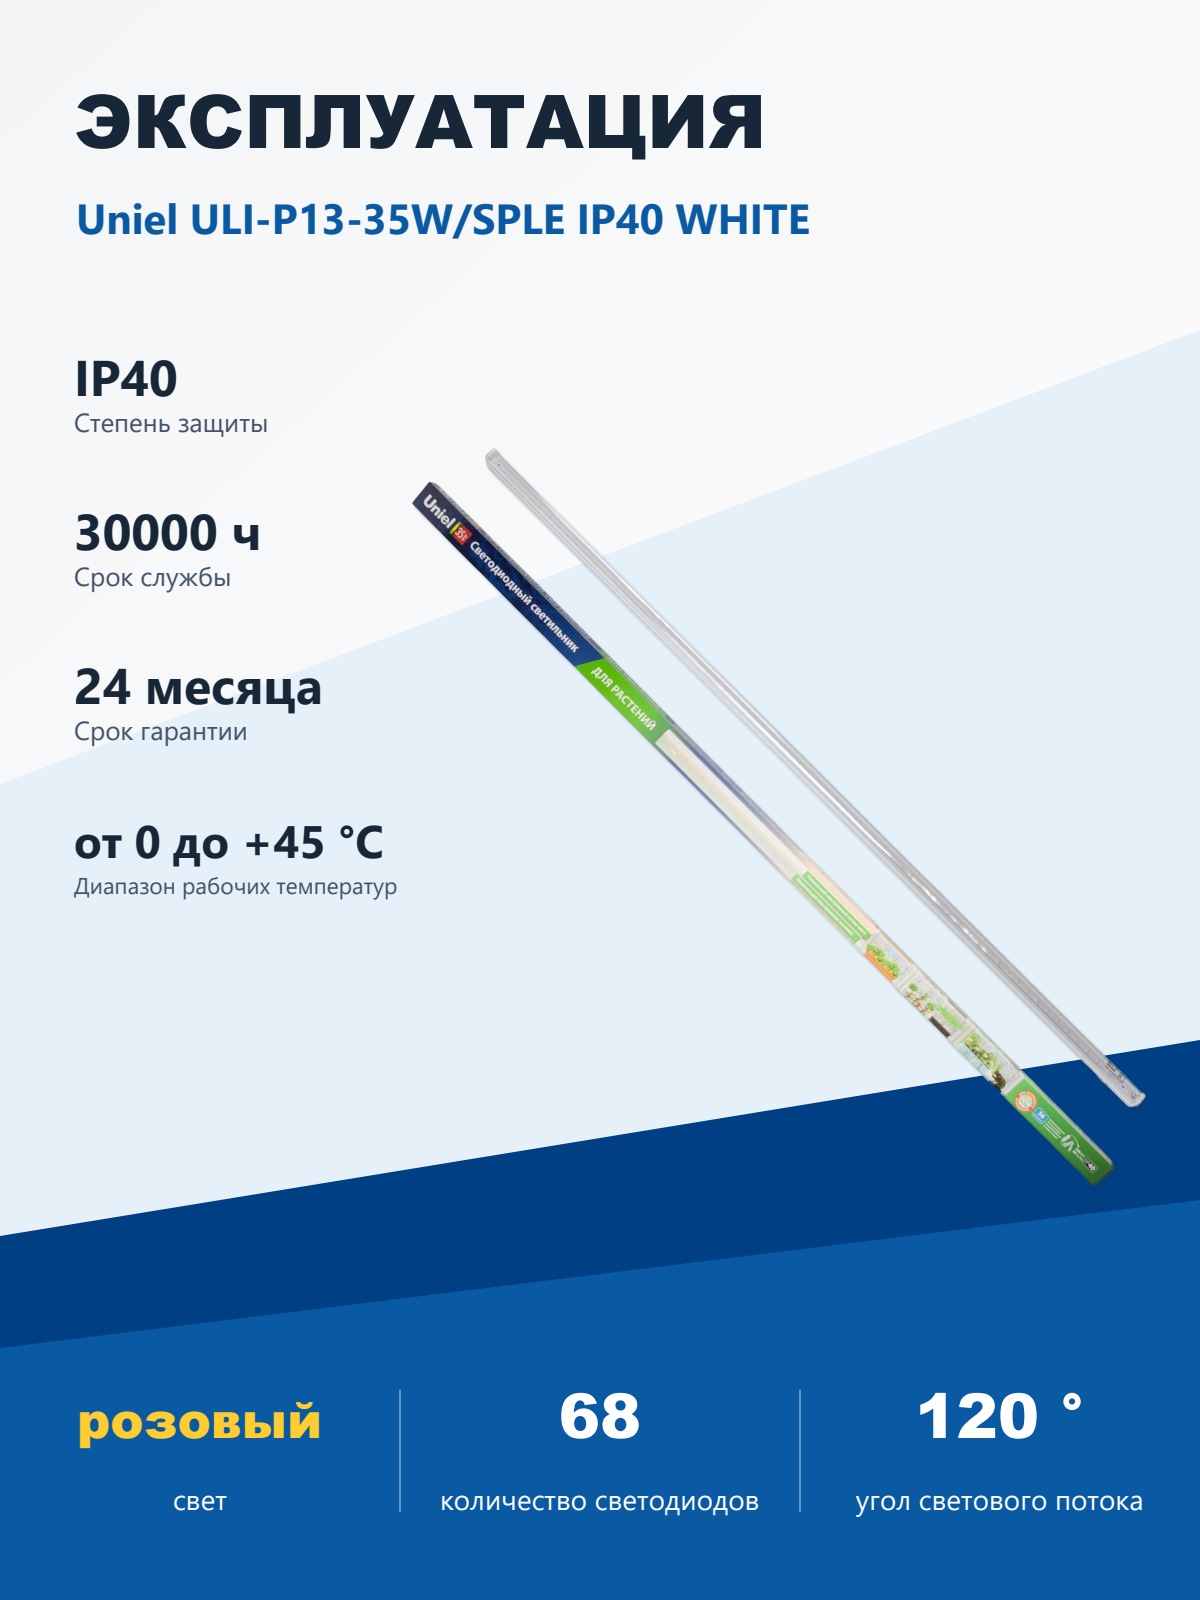 ЭКСПЛУАТАЦИЯ
Uniel ULI-P13-35W/SPLE IP40 WHITE
IP40
Степень защиты
30000 ч
Срок службы
24 месяца
Срок гарантии
от 0 до +45 °C
Диапазон рабочих температур
Uniel
Светодиодный светильник
ДЛЯ РАСТЕНИЙ
розовый
свет
68
количество светодиодов
120 °
угол светового потока